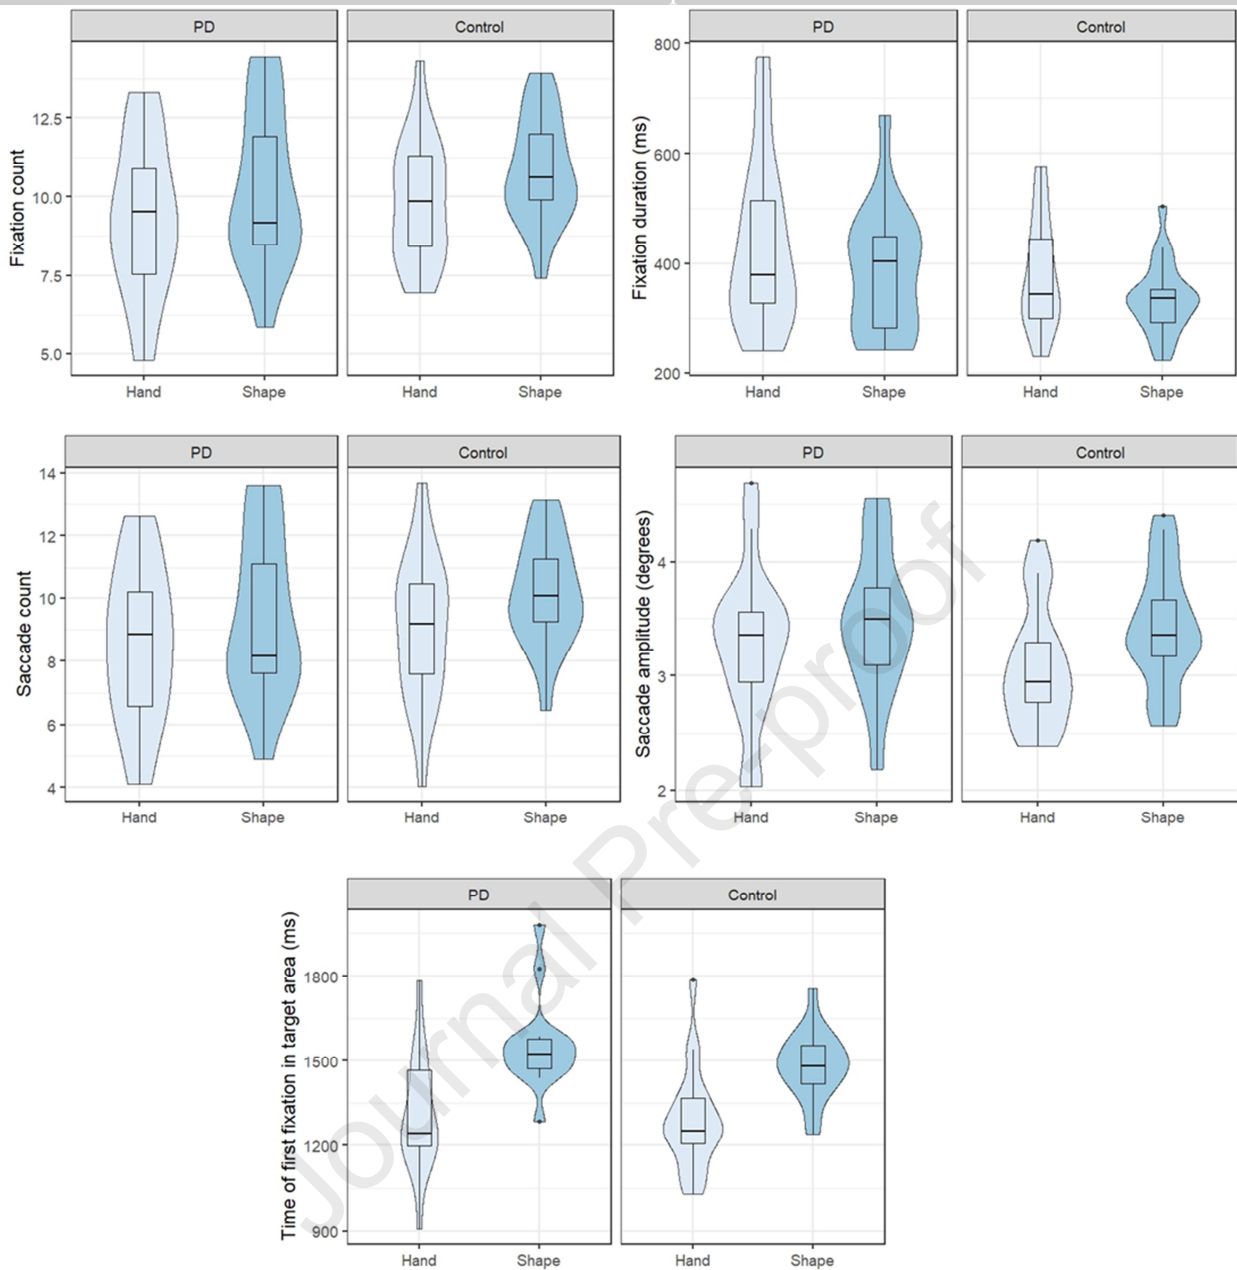 PD Control
Fixation count
12.5
10.0
7.5
5.0
Hand Shape Hand Shape
PD Control
Fixation duration (ms)
800
600
400
200
Hand Shape Hand Shape
PD Control
Saccade count
14
12
10
8
6
4
Hand Shape Hand Shape
PD Control
Saccade amplitude (degrees)
4
3
2
Hand Shape Hand Shape
PD Control
Time of first fixation in target area (ms)
1800
1500
1200
900
Hand Shape Hand Shape
Journal Pre-proof